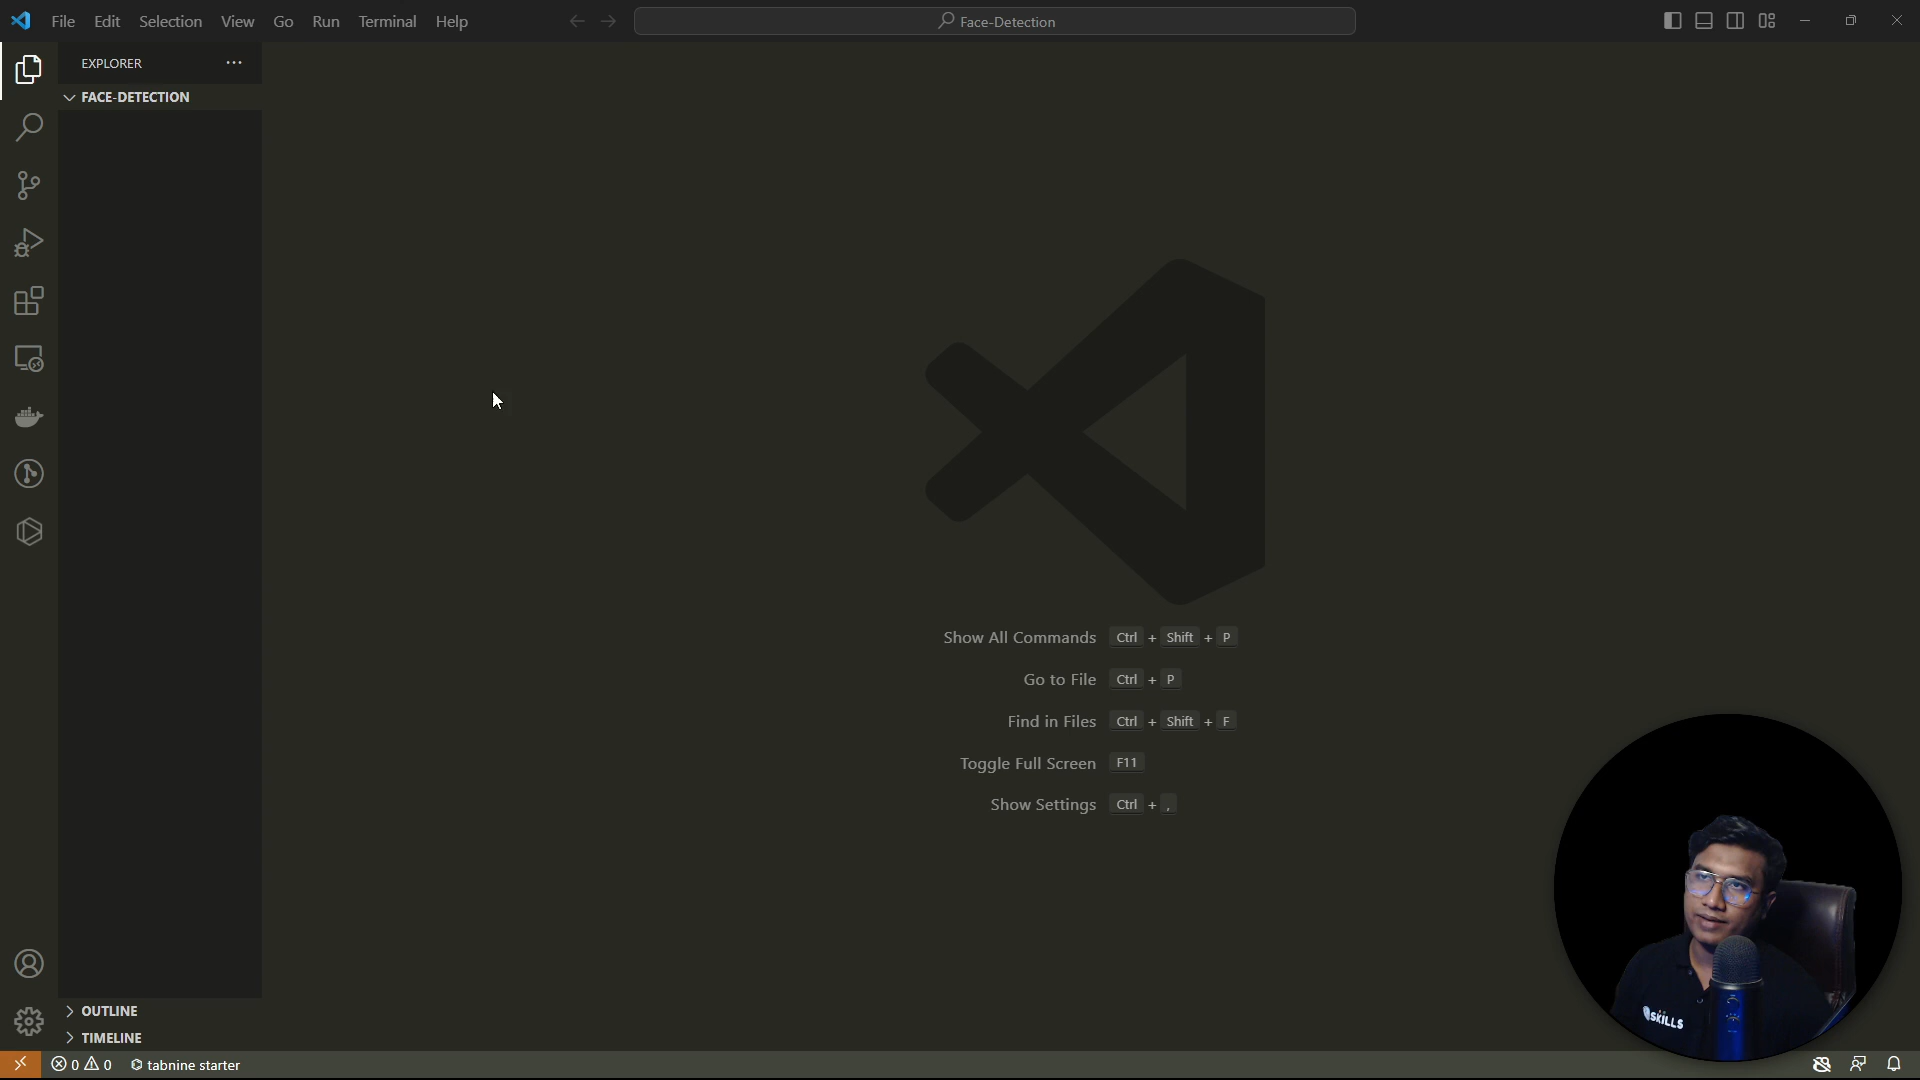 File Edit Selection View Go Run Terminal Help
Face-Detection
EXPLORER
FACE-DETECTION
Show All Commands Ctrl + Shift + P
Go to File Ctrl + P
Find in Files Ctrl + Shift + F
Toggle Full Screen F11
Show Settings Ctrl + ,
SKILLS
OUTLINE
TIMELINE
0 0 tabnine starter